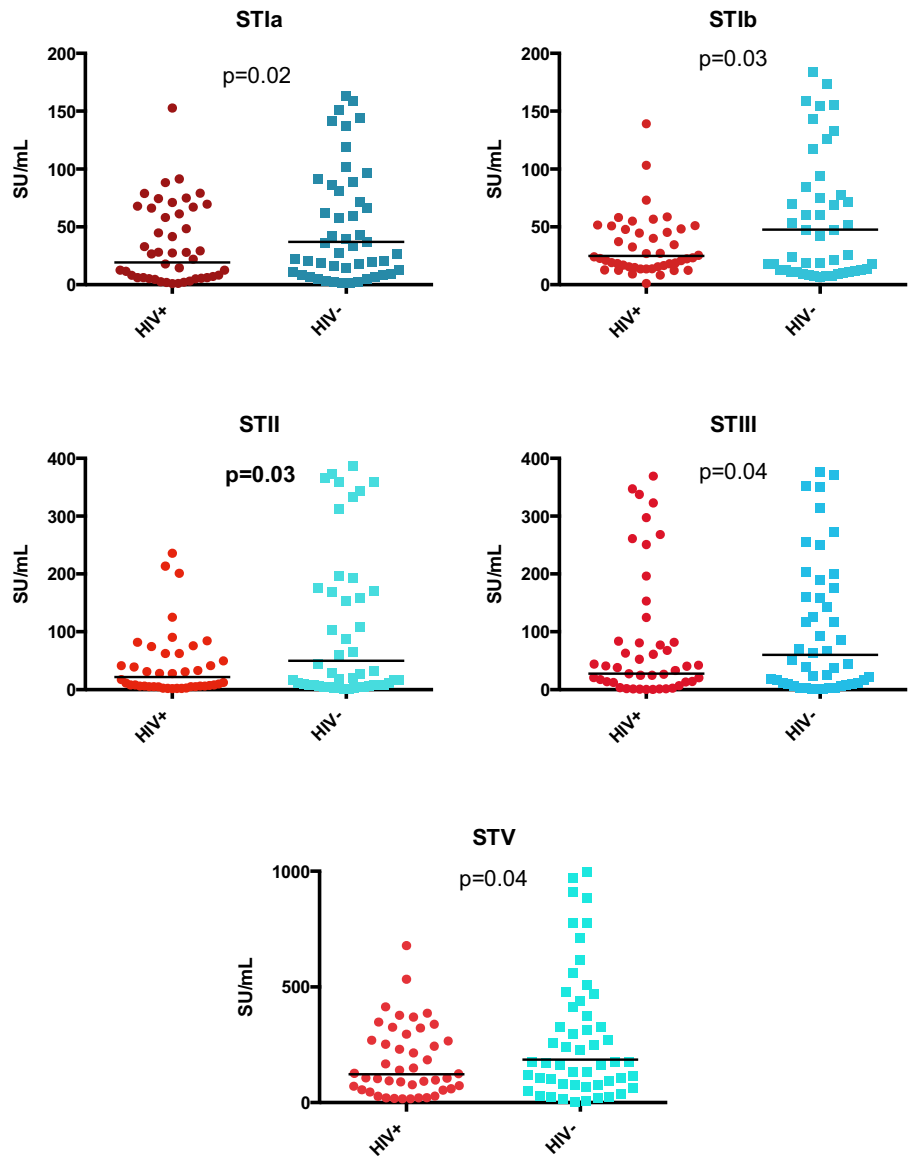 STIa
p=0.02
200
150
100
50
0
SU/mL
HIV+
HIV-
STIb
p=0.03
200
150
100
50
0
SU/mL
HIV+
HIV-
STII
p=0.03
400
300
200
100
0
SU/mL
HIV+
HIV-
STIII
p=0.04
400
300
200
100
0
SU/mL
HIV+
HIV-
STV
p=0.04
1000
500
0
SU/mL
HIV+
HIV-